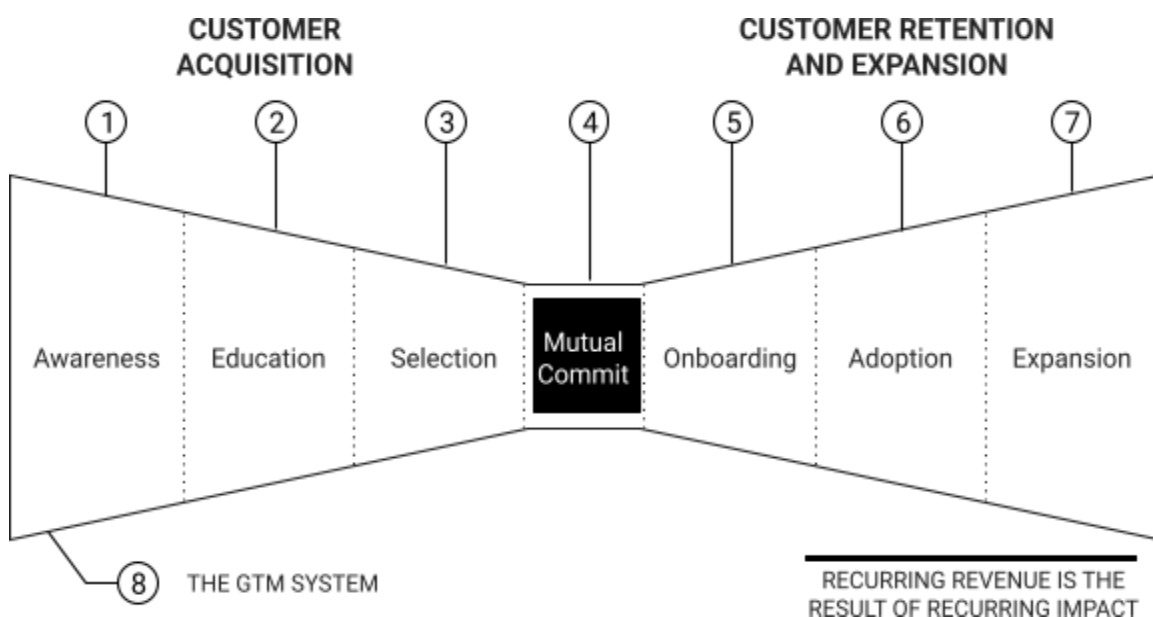 CUSTOMER
ACQUISITION
CUSTOMER RETENTION
AND EXPANSION
1
2
3
4
5
6
7
Awareness
Education
Selection
Mutual
Commit
Onboarding
Adoption
Expansion
8
THE GTM SYSTEM
RECURRING REVENUE IS THE
RESULT OF RECURRING IMPACT